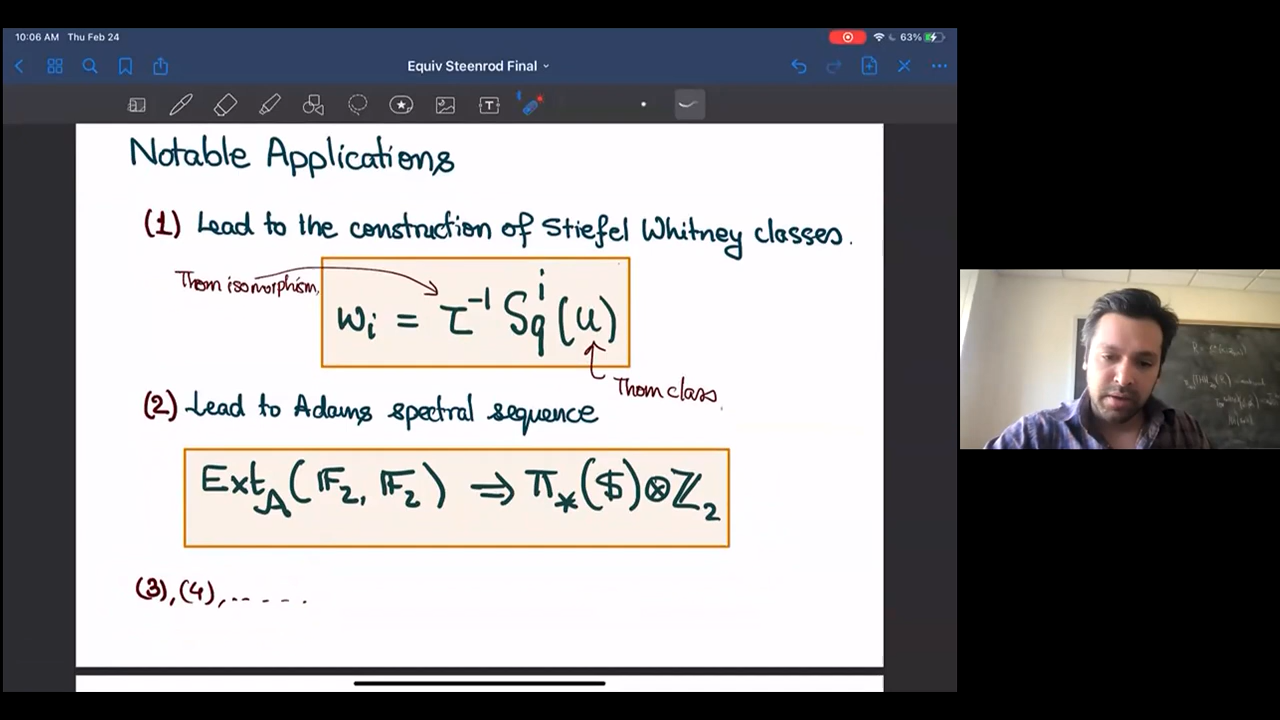 10:06 AM Thu Feb 24
63%
Equiv Steenrod Final
Notable Applications
(1) Lead to the construction of Stiefel Whitney classes.
Thom isomorphism
wᵢ = τ⁻¹ Sqⁱ(u)
Thom class
(2) Lead to Adams spectral sequence
Ext_A(𝔽₂, 𝔽₂) ⇒ π_*($)⊗ℤ₂
(3), (4), ... - - -